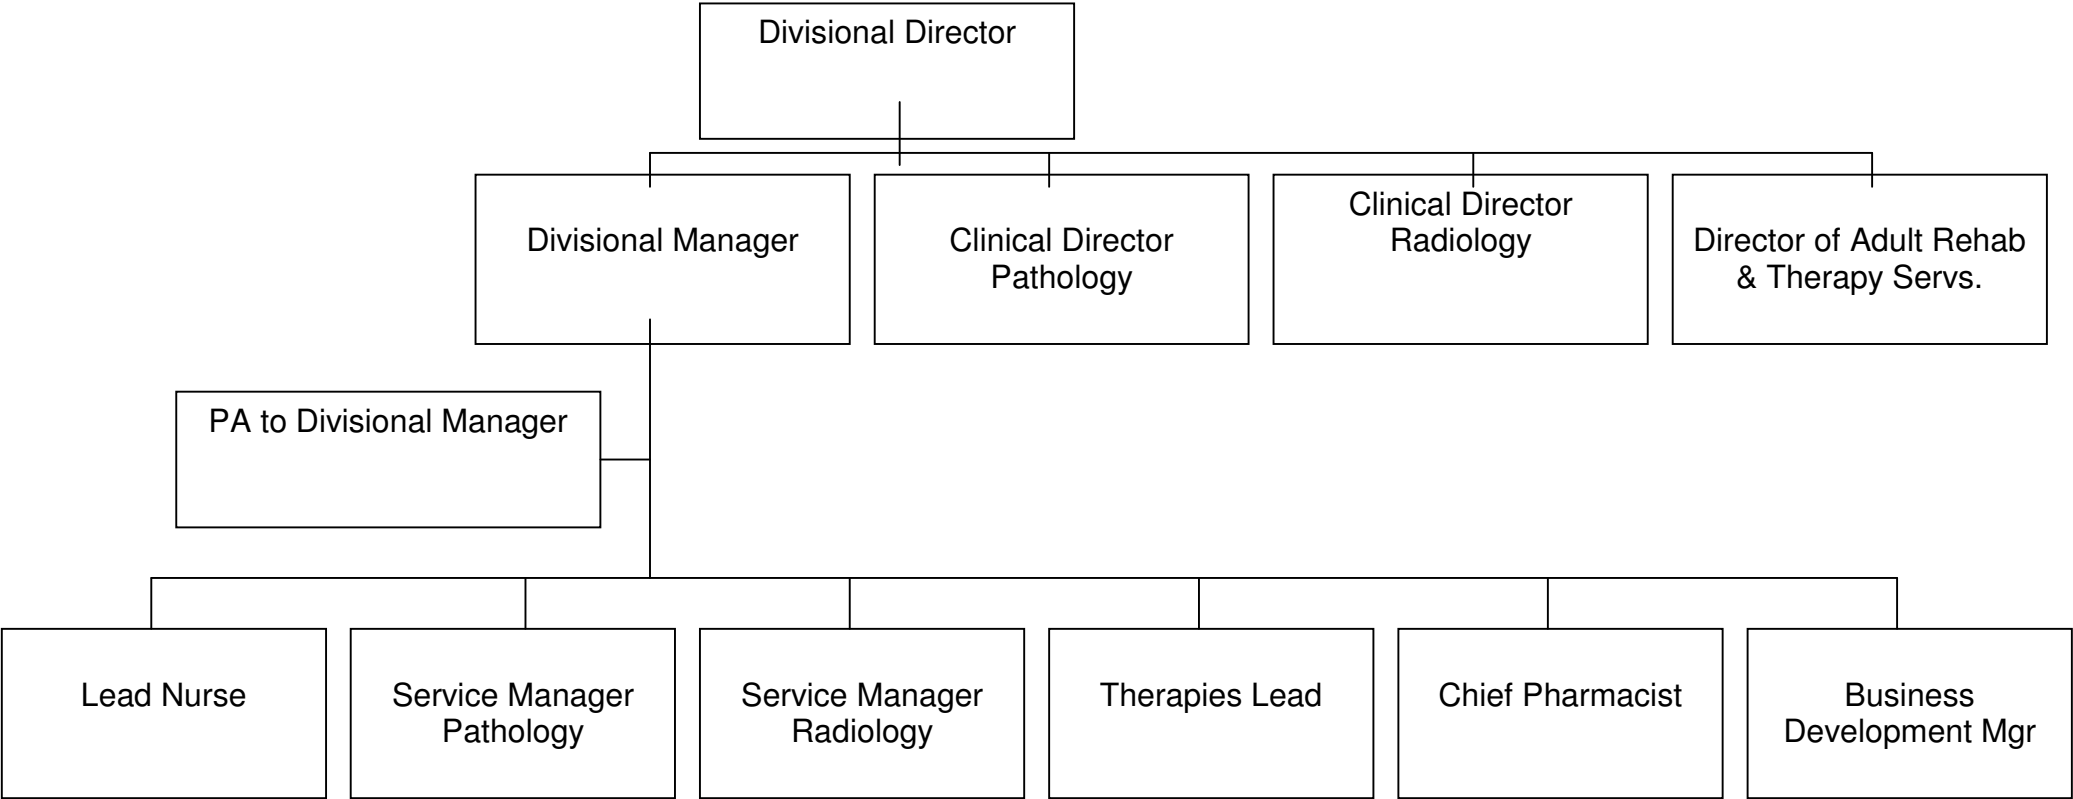 Divisional Director
Divisional Manager
Clinical Director
Pathology
Clinical Director
Radiology
Director of Adult Rehab
& Therapy Servs.
PA to Divisional Manager
Lead Nurse
Service Manager
Pathology
Service Manager
Radiology
Therapies Lead
Chief Pharmacist
Business
Development Mgr